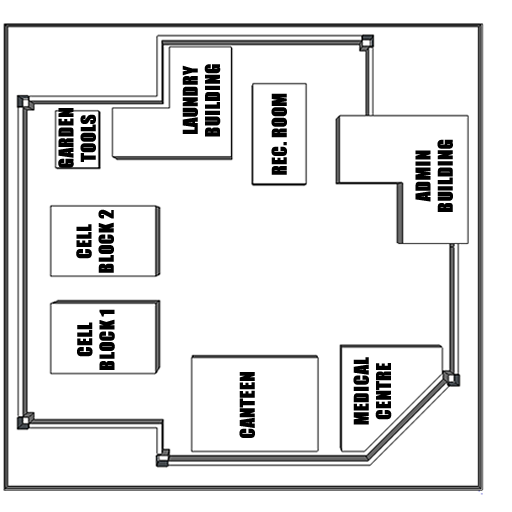 LAUNDRY
BUILDING
GARDEN
TOOLS
REC. ROOM
ADMIN
BUILDING
CELL
BLOCK 2
CELL
BLOCK 1
CANTEEN
MEDICAL
CENTRE